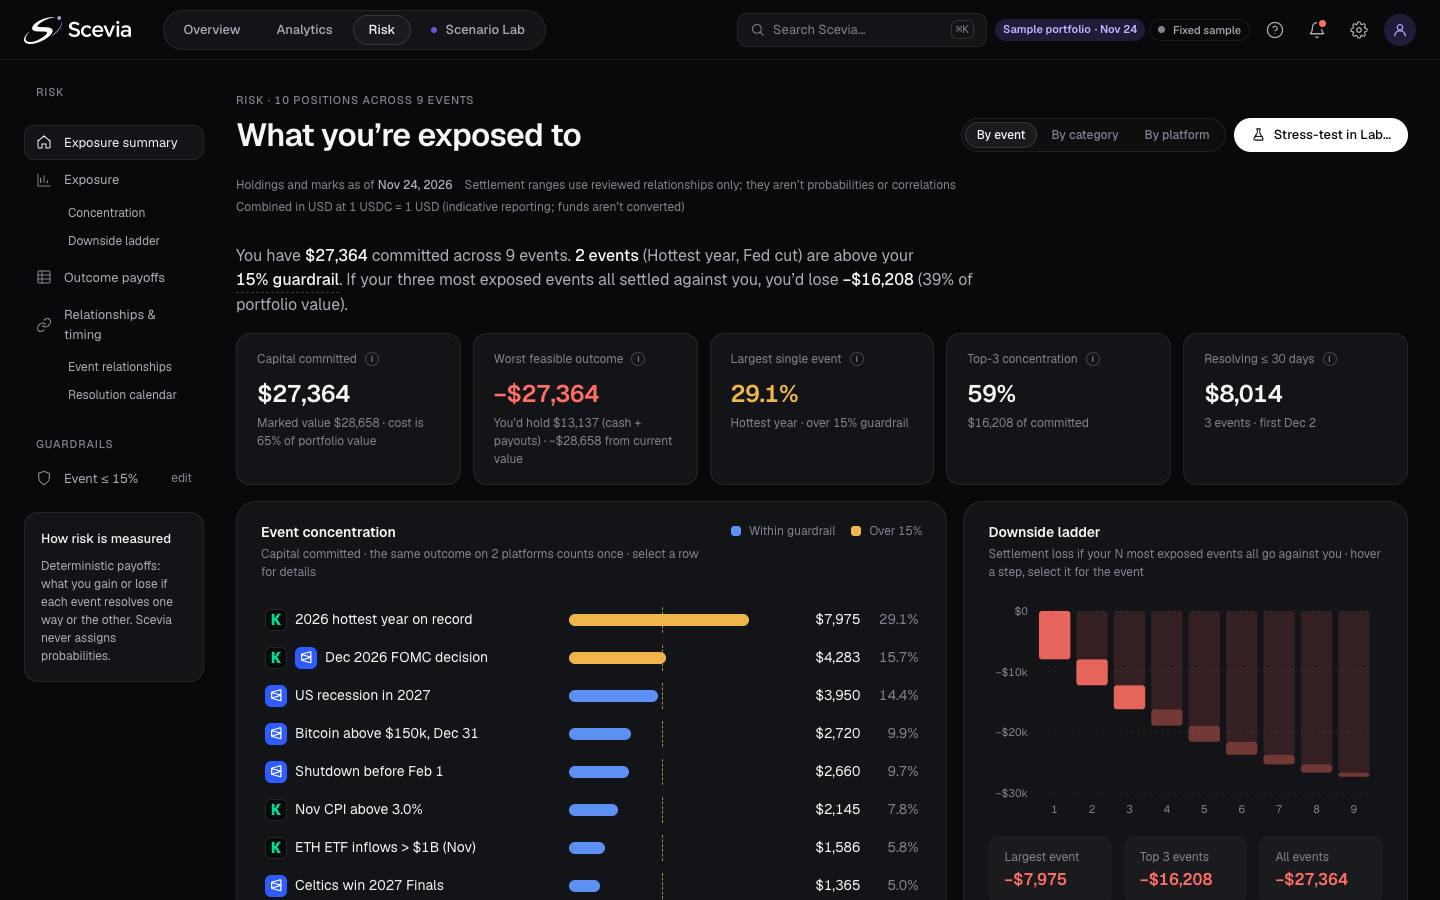 Scevia
Overview
Analytics
Risk
Scenario Lab
Search Scevia…
⌘K
Sample portfolio · Nov 24
Fixed sample
RISK
Exposure summary
Exposure
Concentration
Downside ladder
Outcome payoffs
Relationships &
timing
Event relationships
Resolution calendar
GUARDRAILS
Event ≤ 15%
edit
How risk is measured
Deterministic payoffs:
what you gain or lose if
each event resolves one
way or the other. Scevia
never assigns
probabilities.
RISK · 10 POSITIONS ACROSS 9 EVENTS
What you’re exposed to
By event
By category
By platform
Stress-test in Lab…
Holdings and marks as of Nov 24, 2026 Settlement ranges use reviewed relationships only; they aren’t probabilities or correlations
Combined in USD at 1 USDC = 1 USD (indicative reporting; funds aren’t converted)
You have $27,364 committed across 9 events. 2 events (Hottest year, Fed cut) are above your
15% guardrail. If your three most exposed events all settled against you, you’d lose −$16,208 (39% of
portfolio value).
Capital committed
$27,364
Marked value $28,658 · cost is
65% of portfolio value
Worst feasible outcome
−$27,364
You’d hold $13,137 (cash +
payouts) · −$28,658 from current
value
Largest single event
29.1%
Hottest year · over 15% guardrail
Top-3 concentration
59%
$16,208 of committed
Resolving ≤ 30 days
$8,014
3 events · first Dec 2
Event concentration
Within guardrail
Over 15%
Capital committed · the same outcome on 2 platforms counts once · select a row
for details
K 2026 hottest year on record $7,975 29.1%
K Dec 2026 FOMC decision $4,283 15.7%
US recession in 2027 $3,950 14.4%
Bitcoin above $150k, Dec 31 $2,720 9.9%
Shutdown before Feb 1 $2,660 9.7%
K Nov CPI above 3.0% $2,145 7.8%
K ETH ETF inflows > $1B (Nov) $1,586 5.8%
Celtics win 2027 Finals $1,365 5.0%
Downside ladder
Settlement loss if your N most exposed events all go against you · hover
a step, select it for the event
$0
−$10k
−$20k
−$30k
1 2 3 4 5 6 7 8 9
Largest event
−$7,975
Top 3 events
−$16,208
All events
−$27,364